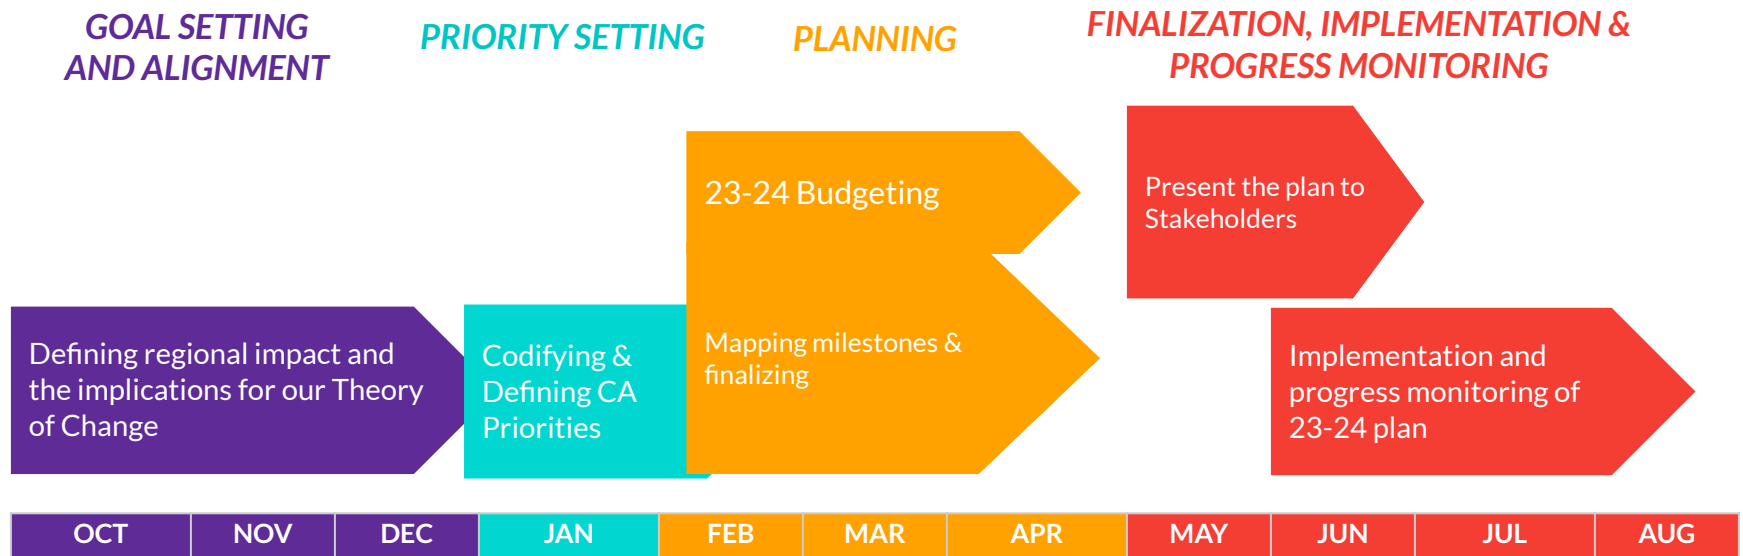 GOAL SETTING
AND ALIGNMENT
PRIORITY SETTING
PLANNING
FINALIZATION, IMPLEMENTATION &
PROGRESS MONITORING
23-24 Budgeting
Present the plan to
Stakeholders
Defining regional impact and
the implications for our Theory
of Change
Codifying &
Defining CA
Priorities
Mapping milestones &
finalizing
Implementation and
progress monitoring of
23-24 plan
OCT NOV DEC JAN FEB MAR APR MAY JUN JUL AUG